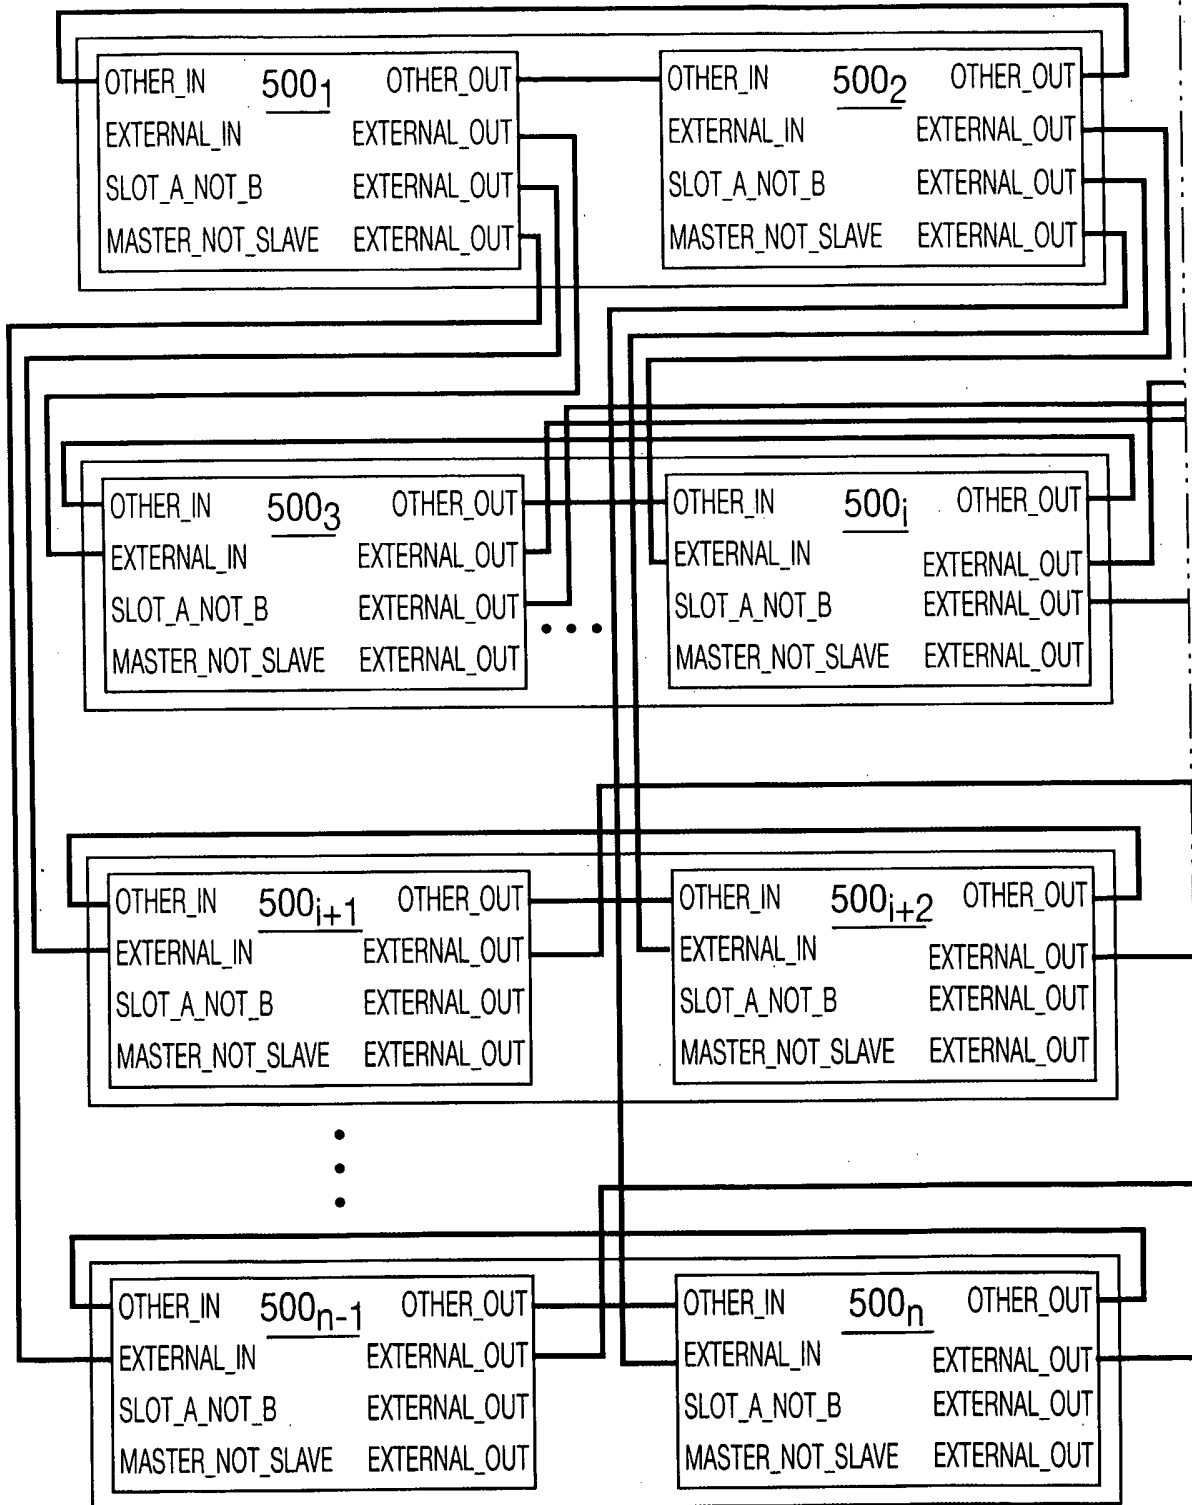 OTHER_IN 500₁ OTHER_OUT
EXTERNAL_IN EXTERNAL_OUT
SLOT_A_NOT_B EXTERNAL_OUT
MASTER_NOT_SLAVE EXTERNAL_OUT
OTHER_IN 500₂ OTHER_OUT
EXTERNAL_IN EXTERNAL_OUT
SLOT_A_NOT_B EXTERNAL_OUT
MASTER_NOT_SLAVE EXTERNAL_OUT
OTHER_IN 500₃ OTHER_OUT
EXTERNAL_IN EXTERNAL_OUT
SLOT_A_NOT_B EXTERNAL_OUT
MASTER_NOT_SLAVE EXTERNAL_OUT
OTHER_IN 500ᵢ OTHER_OUT
EXTERNAL_IN EXTERNAL_OUT
SLOT_A_NOT_B EXTERNAL_OUT
MASTER_NOT_SLAVE EXTERNAL_OUT
OTHER_IN 500ᵢ₊₁ OTHER_OUT
EXTERNAL_IN EXTERNAL_OUT
SLOT_A_NOT_B EXTERNAL_OUT
MASTER_NOT_SLAVE EXTERNAL_OUT
OTHER_IN 500ᵢ₊₂ OTHER_OUT
EXTERNAL_IN EXTERNAL_OUT
SLOT_A_NOT_B EXTERNAL_OUT
MASTER_NOT_SLAVE EXTERNAL_OUT
OTHER_IN 500ₙ₋₁ OTHER_OUT
EXTERNAL_IN EXTERNAL_OUT
SLOT_A_NOT_B EXTERNAL_OUT
MASTER_NOT_SLAVE EXTERNAL_OUT
OTHER_IN 500ₙ OTHER_OUT
EXTERNAL_IN EXTERNAL_OUT
SLOT_A_NOT_B EXTERNAL_OUT
MASTER_NOT_SLAVE EXTERNAL_OUT